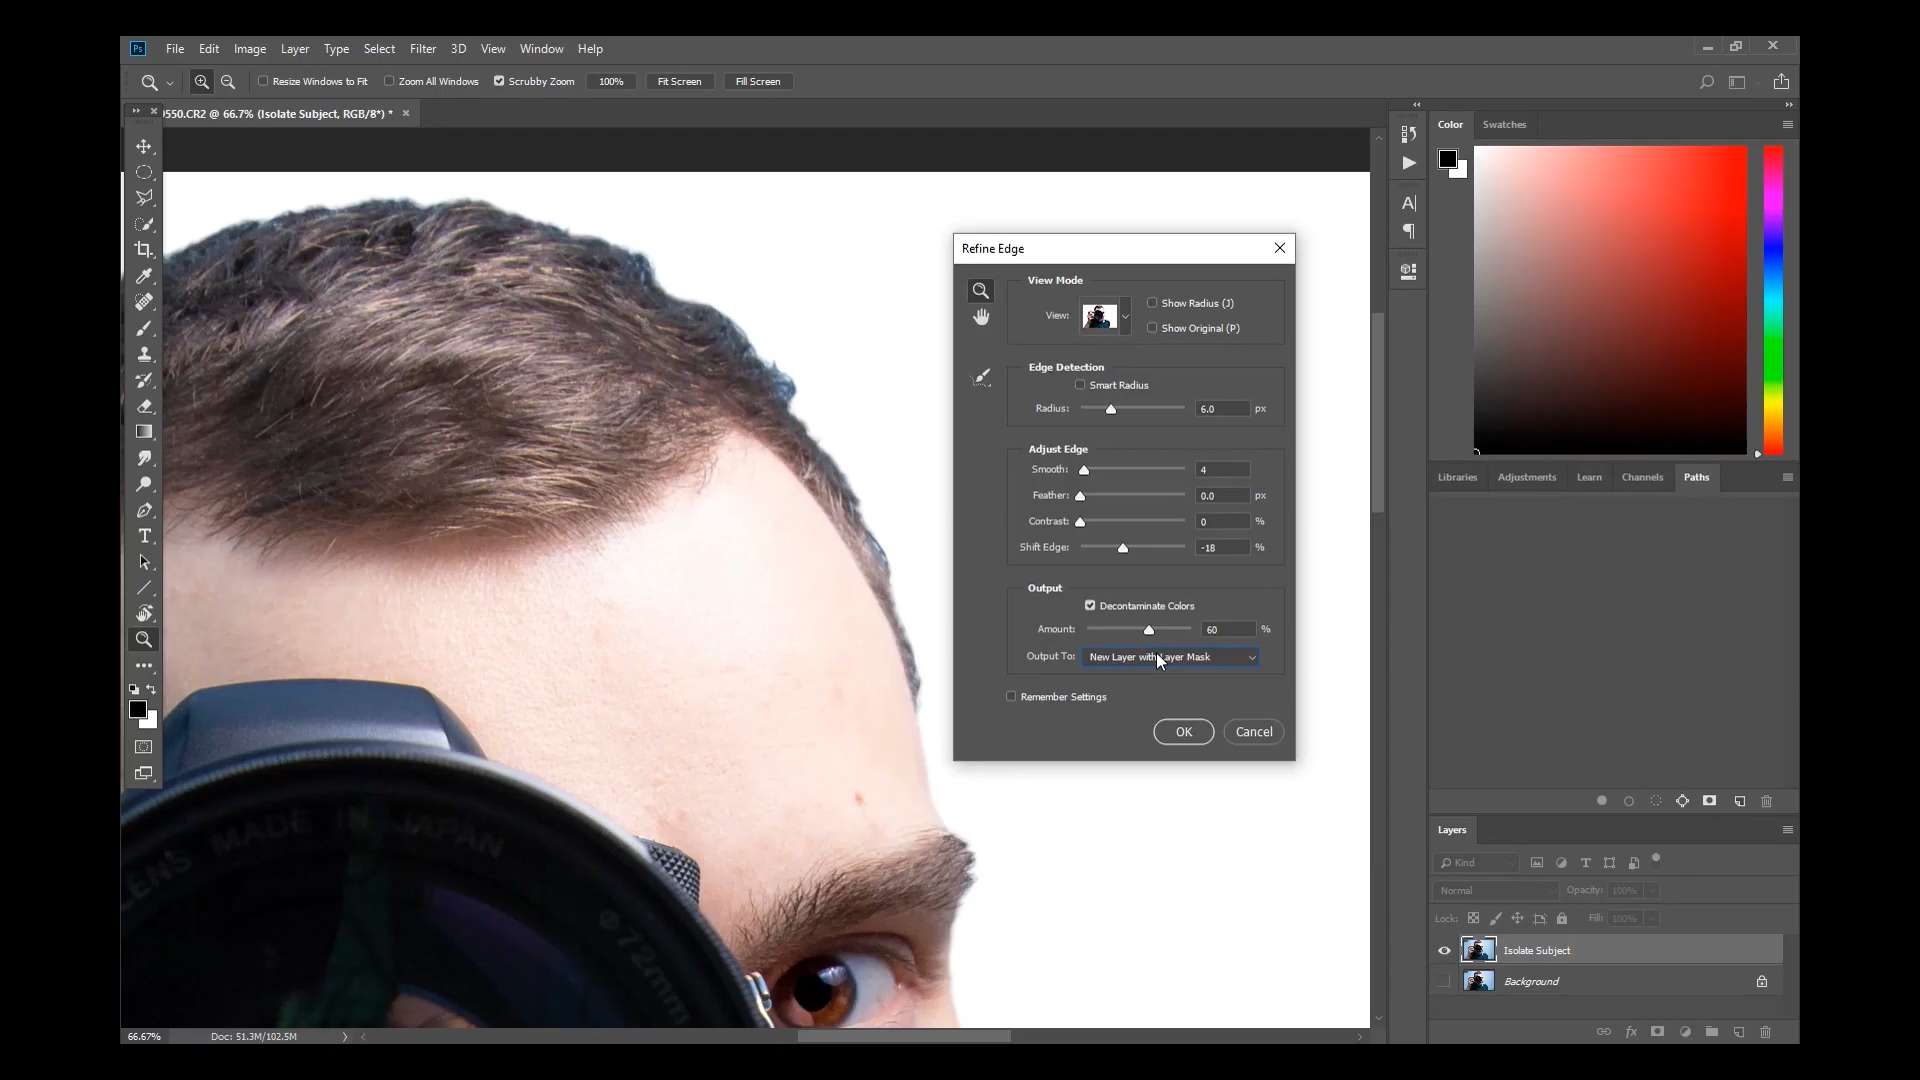 Ps File Edit Image Layer Type Select Filter 3D View Window Help
Resize Windows to Fit Zoom All Windows Scrubby Zoom 100% Fit Screen Fill Screen
550.CR2 @ 66.7% (Isolate Subject, RGB/8*) *
Color Swatches
Refine Edge
View Mode
View: Show Radius (J)
Show Original (P)
Edge Detection
Smart Radius
Radius: 6.0 px
Adjust Edge
Smooth: 4
Feather: 0.0 px
Contrast: 0 %
Shift Edge: -18 %
Output
Decontaminate Colors
Amount: 60 %
Output To: New Layer with Layer Mask
Remember Settings
OK Cancel
Libraries Adjustments Learn Channels Paths
LENS MADE IN JAPAN
Ø72mm
Layers
Kind
Normal Opacity: 100%
Lock: Fill: 100%
Isolate Subject
Background
fx
66.67% Doc: 51.3M/102.5M